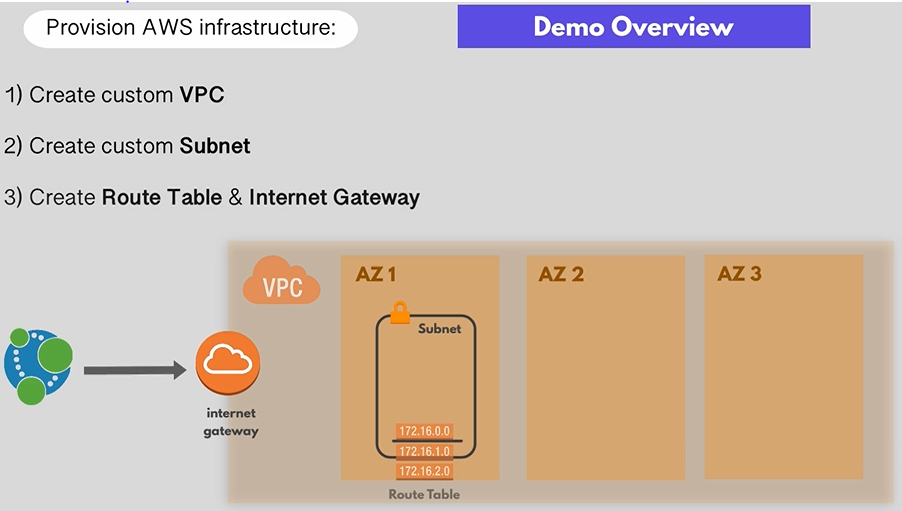 Provision AWS infrastructure:
Demo Overview
1) Create custom VPC
2) Create custom Subnet
3) Create Route Table & Internet Gateway
VPC
AZ 1
AZ 2
AZ 3
Subnet
internet
gateway
172.16.0.0
172.16.1.0
172.16.2.0
Route Table